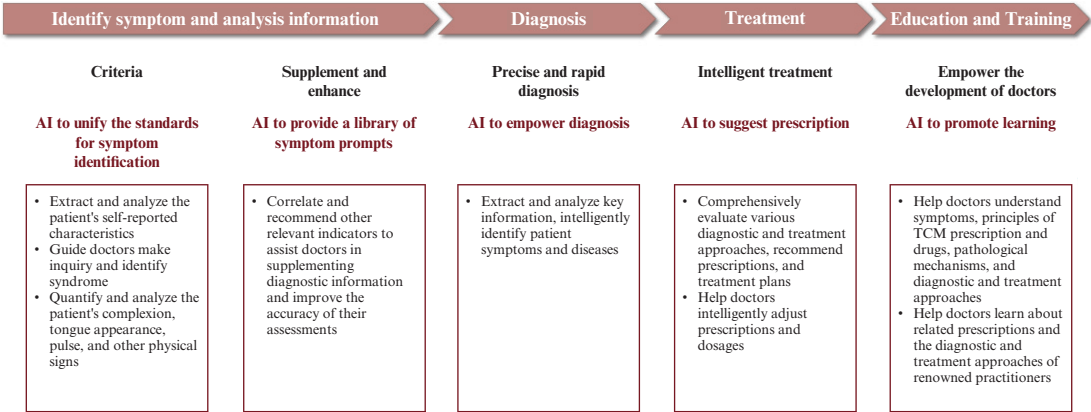 Identify symptom and analysis information
Diagnosis
Treatment
Education and Training
Criteria
AI to unify the standards
for symptom
identification
• Extract and analyze the
patient's self-reported
characteristics
• Guide doctors make
inquiry and identify
syndrome
• Quantify and analyze the
patient's complexion,
tongue appearance,
pulse, and other physical
signs
Supplement and
enhance
AI to provide a library of
symptom prompts
• Correlate and
recommend other
relevant indicators to
assist doctors in
supplementing
diagnostic information
and improve the
accuracy of their
assessments
Precise and rapid
diagnosis
AI to empower diagnosis
• Extract and analyze key
information, intelligently
identify patient
symptoms and diseases
Intelligent treatment
AI to suggest prescription
• Comprehensively
evaluate various
diagnostic and treatment
approaches, recommend
prescriptions, and
treatment plans
• Help doctors
intelligently adjust
prescriptions and
dosages
Empower the
development of doctors
AI to promote learning
• Help doctors understand
symptoms, principles of
TCM prescription and
drugs, pathological
mechanisms, and
diagnostic and treatment
approaches
• Help doctors learn about
related prescriptions and
the diagnostic and
treatment approaches of
renowned practitioners